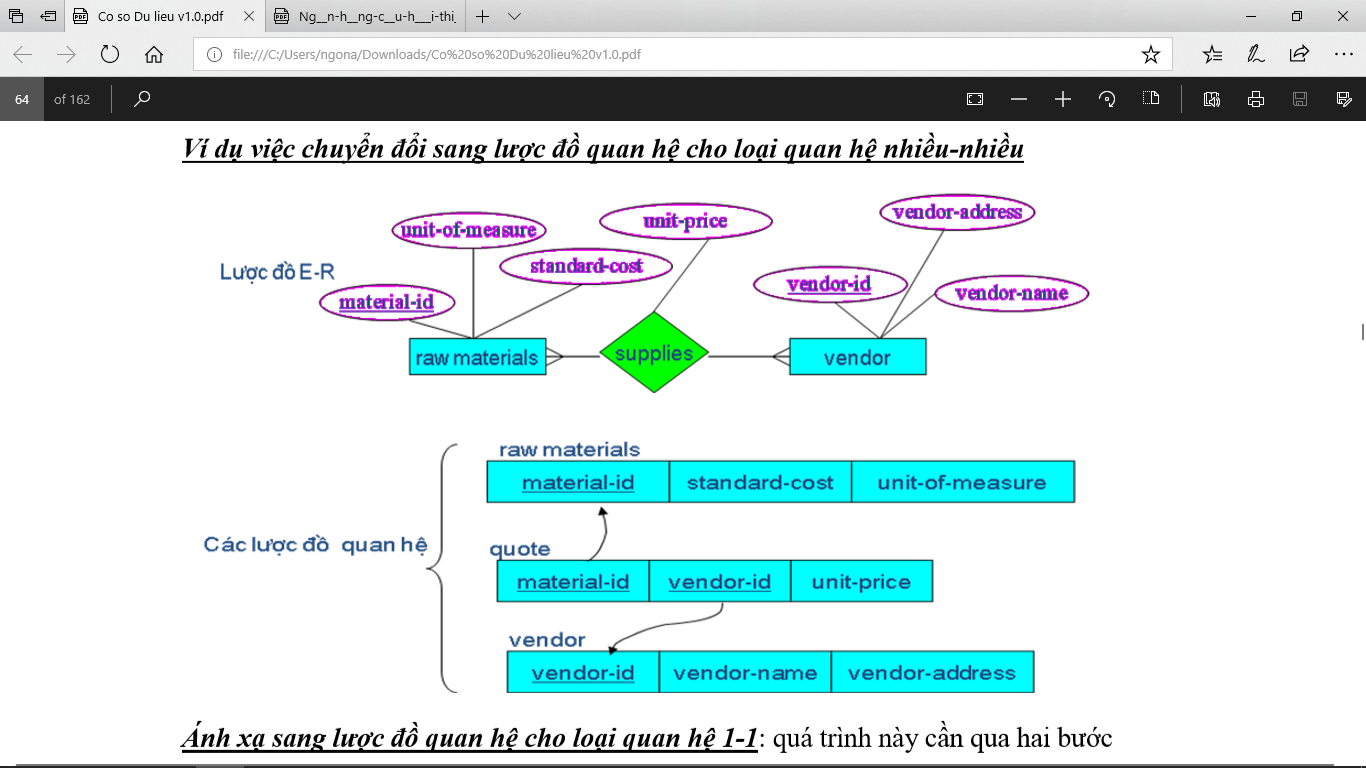 Co so Du lieu v1.0.pdf
Ng__n-h__ng-c__u-h___i-thi_
file:///C:/Users/ngona/Downloads/Co%20so%20Du%20lieu%20v1.0.pdf
64 of 162
Ví dụ việc chuyển đổi sang lược đồ quan hệ cho loại quan hệ nhiều-nhiều
vendor-address
unit-price
unit-of-measure
standard-cost
Lược đồ E-R
vendor-id
vendor-name
material-id
raw materials
supplies
vendor
raw materials
material-id standard-cost unit-of-measure
Các lược đồ quan hệ
quote
material-id vendor-id unit-price
vendor
vendor-id vendor-name vendor-address
Ánh xạ sang lược đồ quan hệ cho loại quan hệ 1-1: quá trình này cần qua hai bước